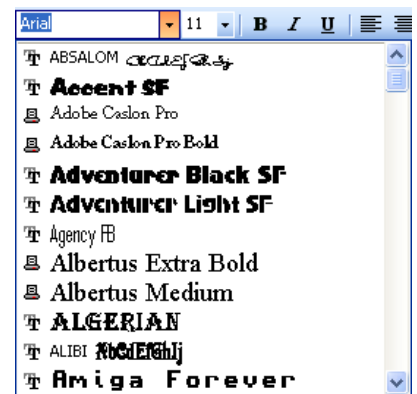 Arial 11 B I U
ABSALOM
Accent SF
Adobe Caslon Pro
Adobe Caslon Pro Bold
Adventurer Black SF
Adventurer Light SF
Agency FB
Albertus Extra Bold
Albertus Medium
ALGERIAN
ALIBI AbCdEfGhIj
Amiga Forever